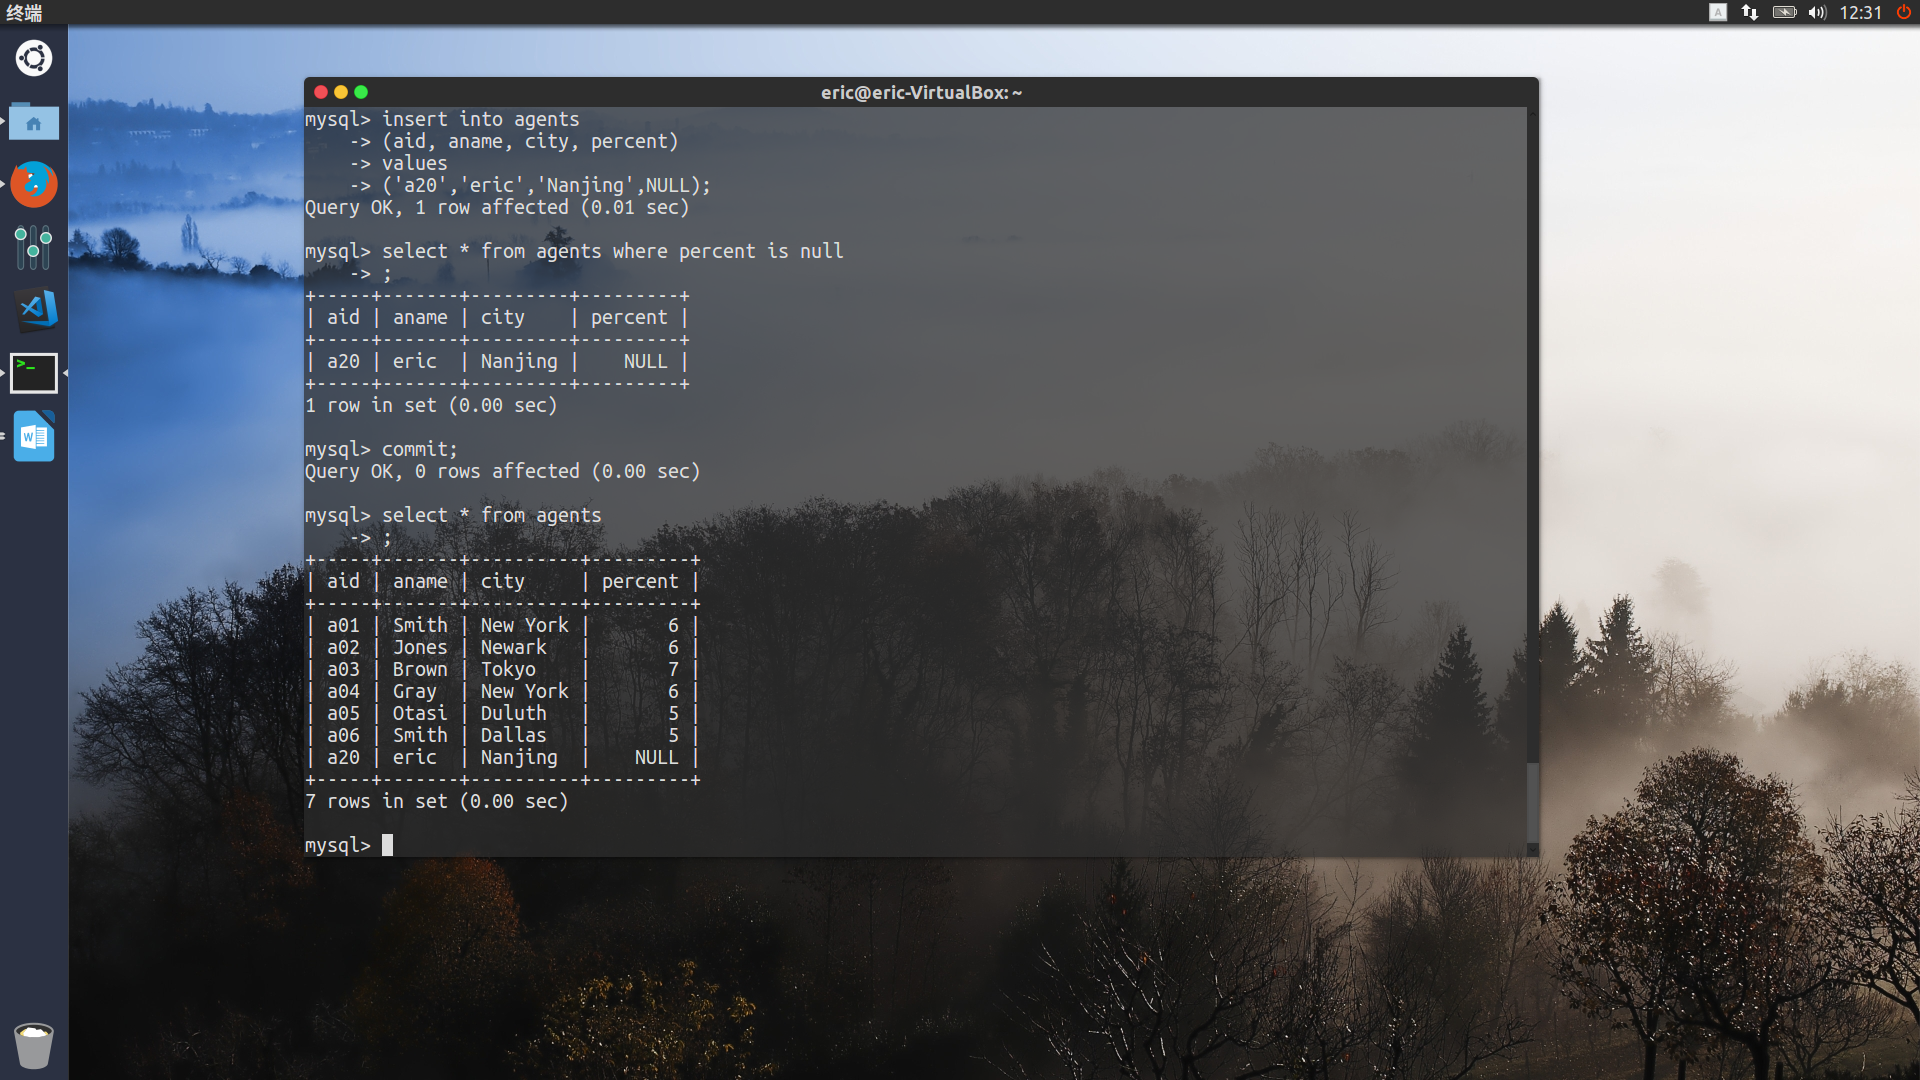 终端
A
12:31
eric@eric-VirtualBox: ~
mysql> insert into agents
    -> (aid, aname, city, percent)
    -> values
    -> ('a20','eric','Nanjing',NULL);
Query OK, 1 row affected (0.01 sec)

mysql> select * from agents where percent is null
    -> ;
+-----+-------+---------+---------+
| aid | aname | city    | percent |
+-----+-------+---------+---------+
| a20 | eric  | Nanjing |    NULL |
+-----+-------+---------+---------+
1 row in set (0.00 sec)

mysql> commit;
Query OK, 0 rows affected (0.00 sec)

mysql> select * from agents
    -> ;
+-----+-------+----------+---------+
| aid | aname | city     | percent |
+-----+-------+----------+---------+
| a01 | Smith | New York |       6 |
| a02 | Jones | Newark   |       6 |
| a03 | Brown | Tokyo    |       7 |
| a04 | Gray  | New York |       6 |
| a05 | Otasi | Duluth   |       5 |
| a06 | Smith | Dallas   |       5 |
| a20 | eric  | Nanjing  |    NULL |
+-----+-------+----------+---------+
7 rows in set (0.00 sec)

mysql>
>_
W